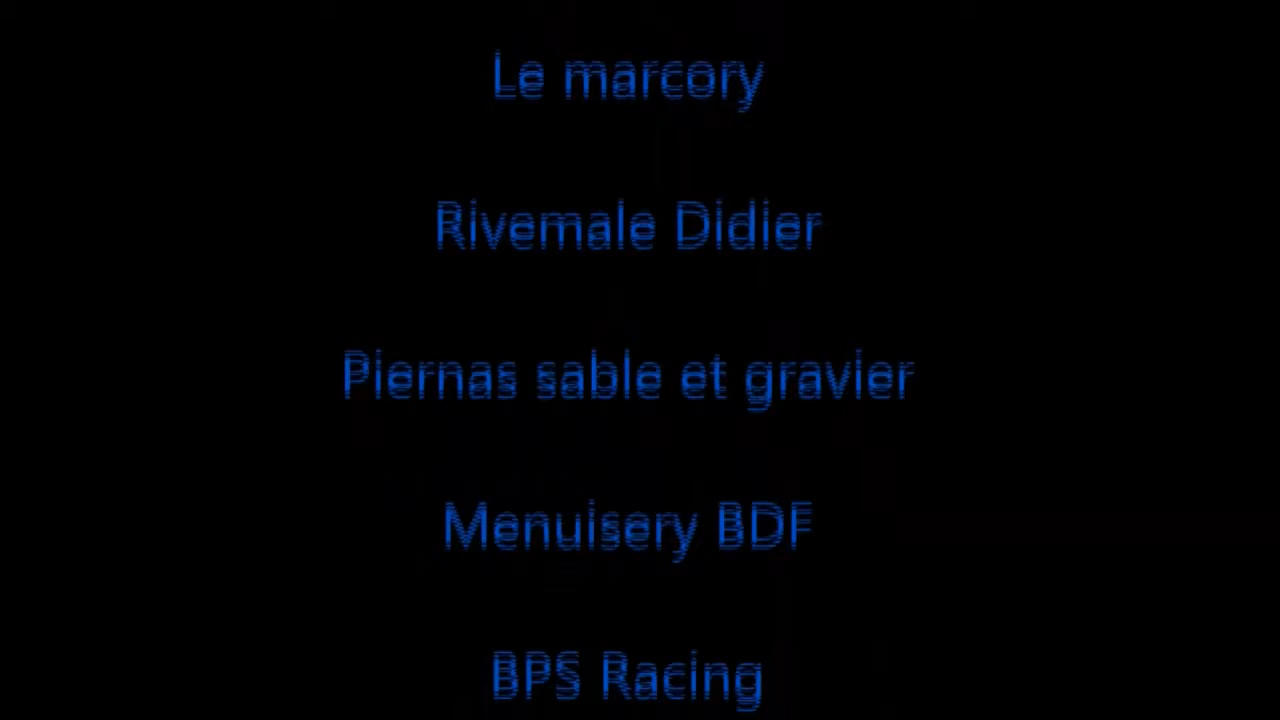 Le marcory
Rivemale Didier
Piernas sable et gravier
Menuisery BDF
BPS Racing